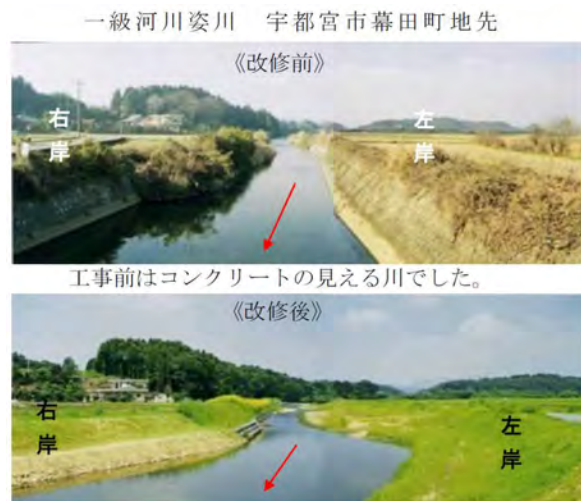 一級河川姿川　宇都宮市幕田町地先
《改修前》
右岸
左岸
工事前はコンクリートの見える川でした。
《改修後》
右岸
左岸